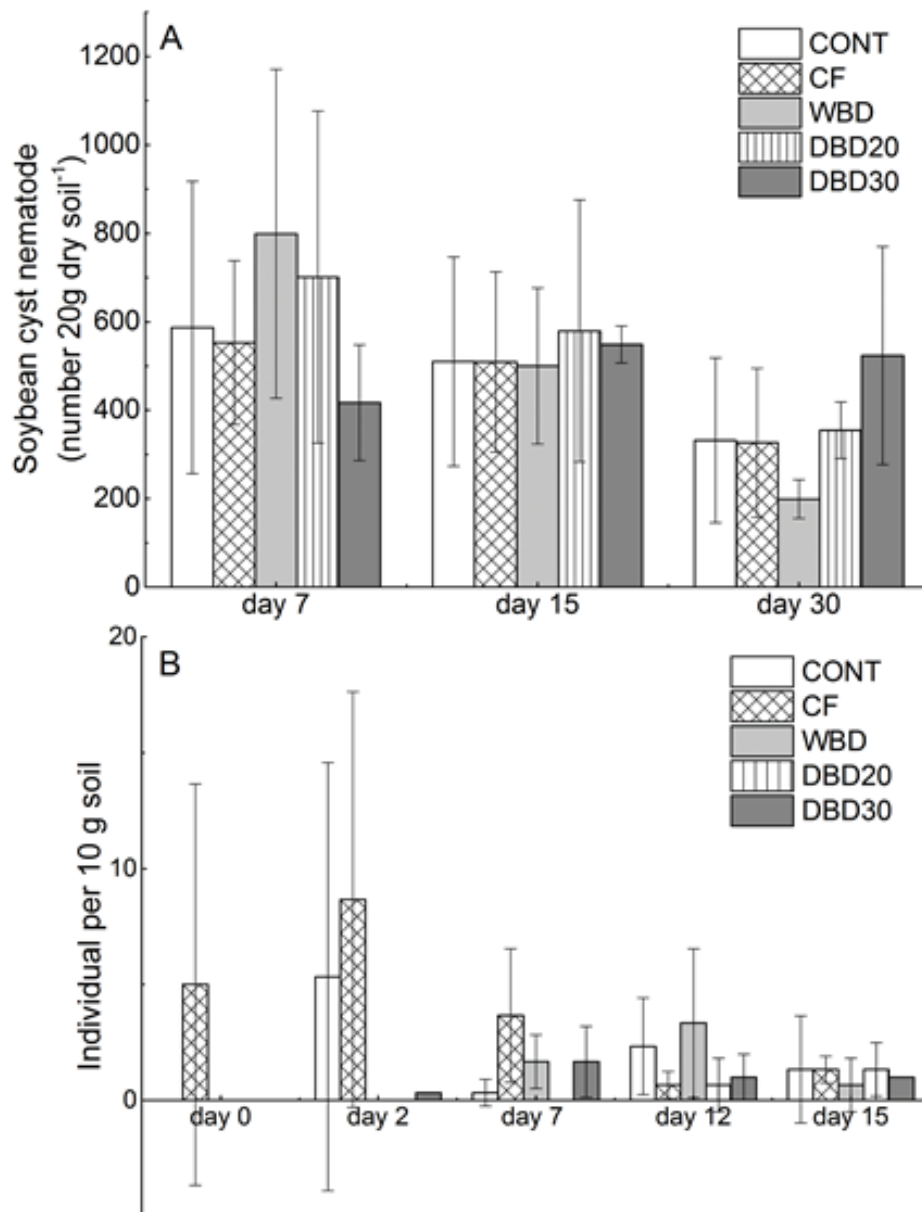 A
CONT
CF
WBD
DBD20
DBD30
Soybean cyst nematode
(number 20g dry soil⁻¹)
1200
1000
800
600
400
200
0
day 7 day 15 day 30
B
CONT
CF
WBD
DBD20
DBD30
Individual per 10 g soil
20
10
0
day 0 day 2 day 7 day 12 day 15